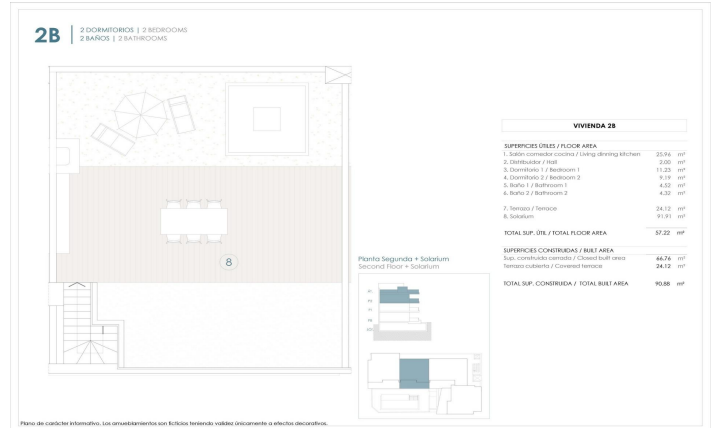 2B
2 DORMITORIOS | 2 BEDROOMS
2 BAÑOS | 2 BATHROOMS
8
Planta Segunda + Solarium
Second Floor + Solarium
VIVIENDA 2B
SUPERFICIES ÚTILES / FLOOR AREA
1. Salón comedor cocina / Living dinning kitchen 25,96 m²
2. Distribuidor / Hall 2,00 m²
3. Dormitorio 1 / Bedroom 1 11,23 m²
4. Dormitorio 2 / Bedroom 2 9,19 m²
5. Baño 1 / Bathroom 1 4,52 m²
6. Baño 2 / Bathroom 2 4,32 m²
7. Terraza / Terrace 24,12 m²
8. Solarium 91,91 m²
TOTAL SUP. ÚTIL / TOTAL FLOOR AREA 57,22 m²
SUPERFICIES CONSTRUIDAS / BUILT AREA
Sup. construida cerrada / Closed built area 66,76 m²
Terraza cubierta / Covered terrace 24,12 m²
TOTAL SUP. CONSTRUIDA / TOTAL BUILT AREA 90,88 m²
Plano de carácter informativo. Los amueblamientos son ficticios teniendo validez únicamente a efectos decorativos.